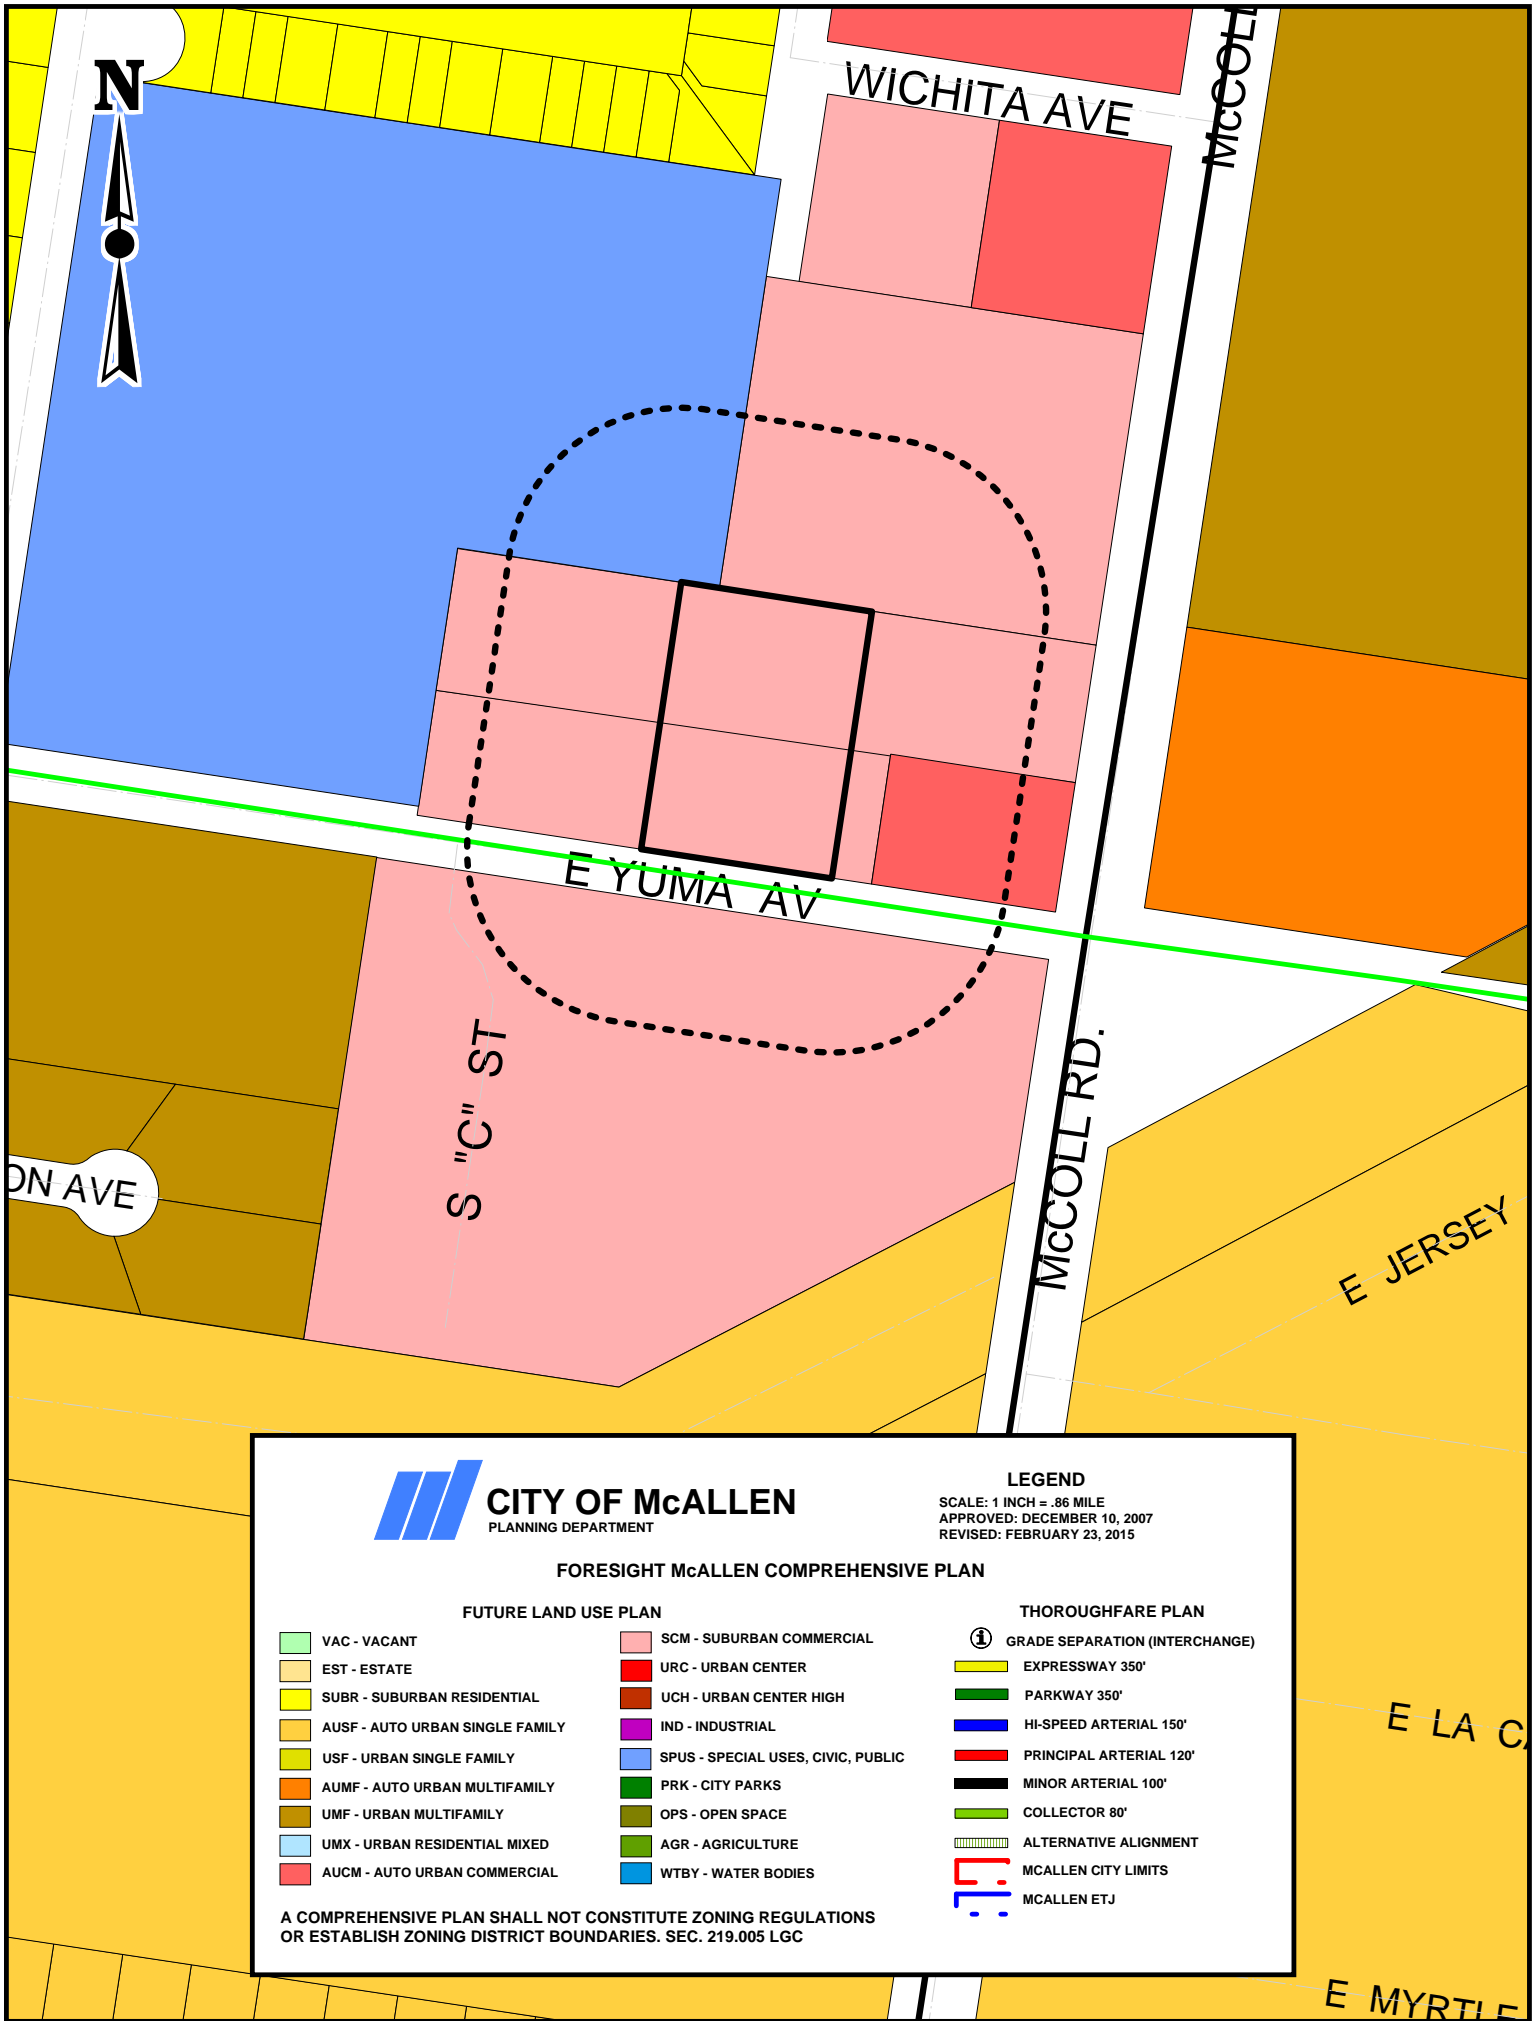 N
WICHITA AVE
E YUMA AV
S "C" ST
McCOLL RD.
ON AVE
E JERSEY
E LA
E MYRTLE
CITY OF McALLEN
PLANNING DEPARTMENT
LEGEND
SCALE: 1 INCH = .86 MILE
APPROVED: DECEMBER 10, 2007
REVISED: FEBRUARY 23, 2015
FORESIGHT McALLEN COMPREHENSIVE PLAN
FUTURE LAND USE PLAN
VAC - VACANT
EST - ESTATE
SUBR - SUBURBAN RESIDENTIAL
AUSF - AUTO URBAN SINGLE FAMILY
USF - URBAN SINGLE FAMILY
AUMF - AUTO URBAN MULTIFAMILY
UMF - URBAN MULTIFAMILY
UMX - URBAN RESIDENTIAL MIXED
AUCM - AUTO URBAN COMMERCIAL
SCM - SUBURBAN COMMERCIAL
URC - URBAN CENTER
UCH - URBAN CENTER HIGH
IND - INDUSTRIAL
SPUS - SPECIAL USES, CIVIC, PUBLIC
PRK - CITY PARKS
OPS - OPEN SPACE
AGR - AGRICULTURE
WTBY - WATER BODIES
THOROUGHFARE PLAN
GRADE SEPARATION (INTERCHANGE)
EXPRESSWAY 350'
PARKWAY 350'
HI-SPEED ARTERIAL 150'
PRINCIPAL ARTERIAL 120'
MINOR ARTERIAL 100'
COLLECTOR 80'
ALTERNATIVE ALIGNMENT
MCALLEN CITY LIMITS
MCALLEN ETJ
A COMPREHENSIVE PLAN SHALL NOT CONSTITUTE ZONING REGULATIONS
OR ESTABLISH ZONING DISTRICT BOUNDARIES. SEC. 219.005 LGC